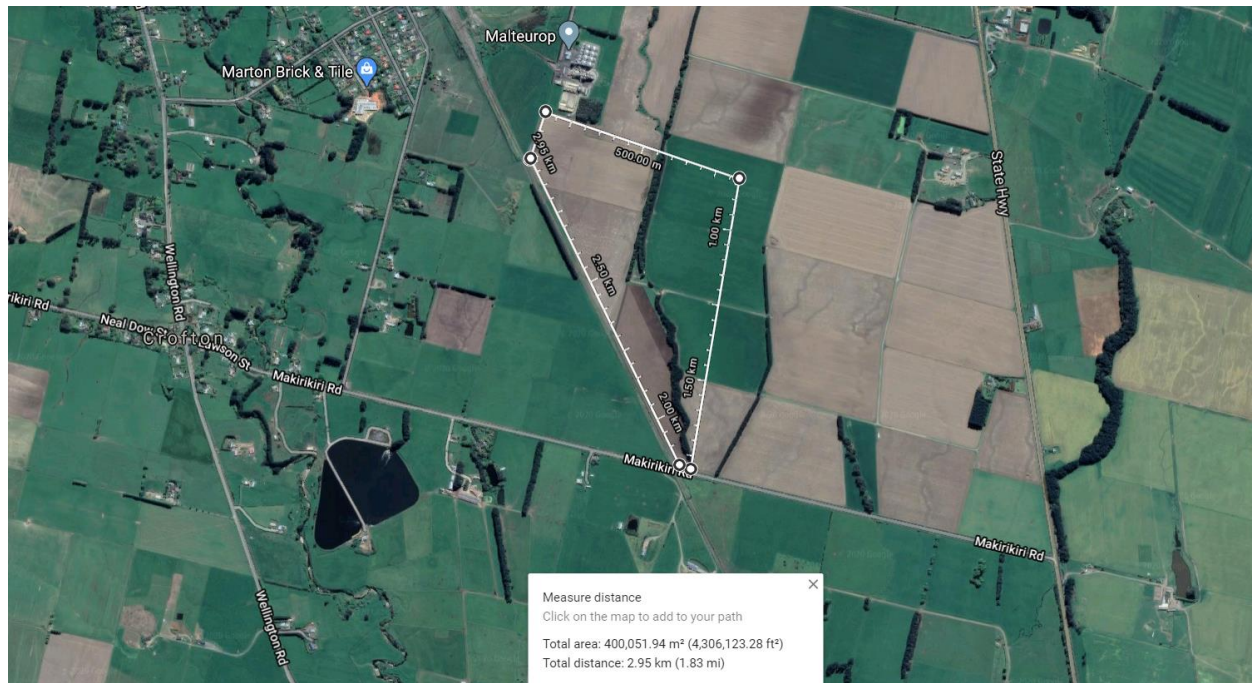 Malteurop
Marton Brick & Tile
2.95 km
500.00 m
State Hwy
1.00 km
Wellington Rd
2.50 km
Neal Dow St
Lawson St
Crofton
Makirikiri Rd
1.50 km
2.00 km
Makirikiri Rd
Makirikiri Rd
Wellington Rd
Measure distance
Click on the map to add to your path
Total area: 400,051.94 m² (4,306,123.28 ft²)
Total distance: 2.95 km (1.83 mi)